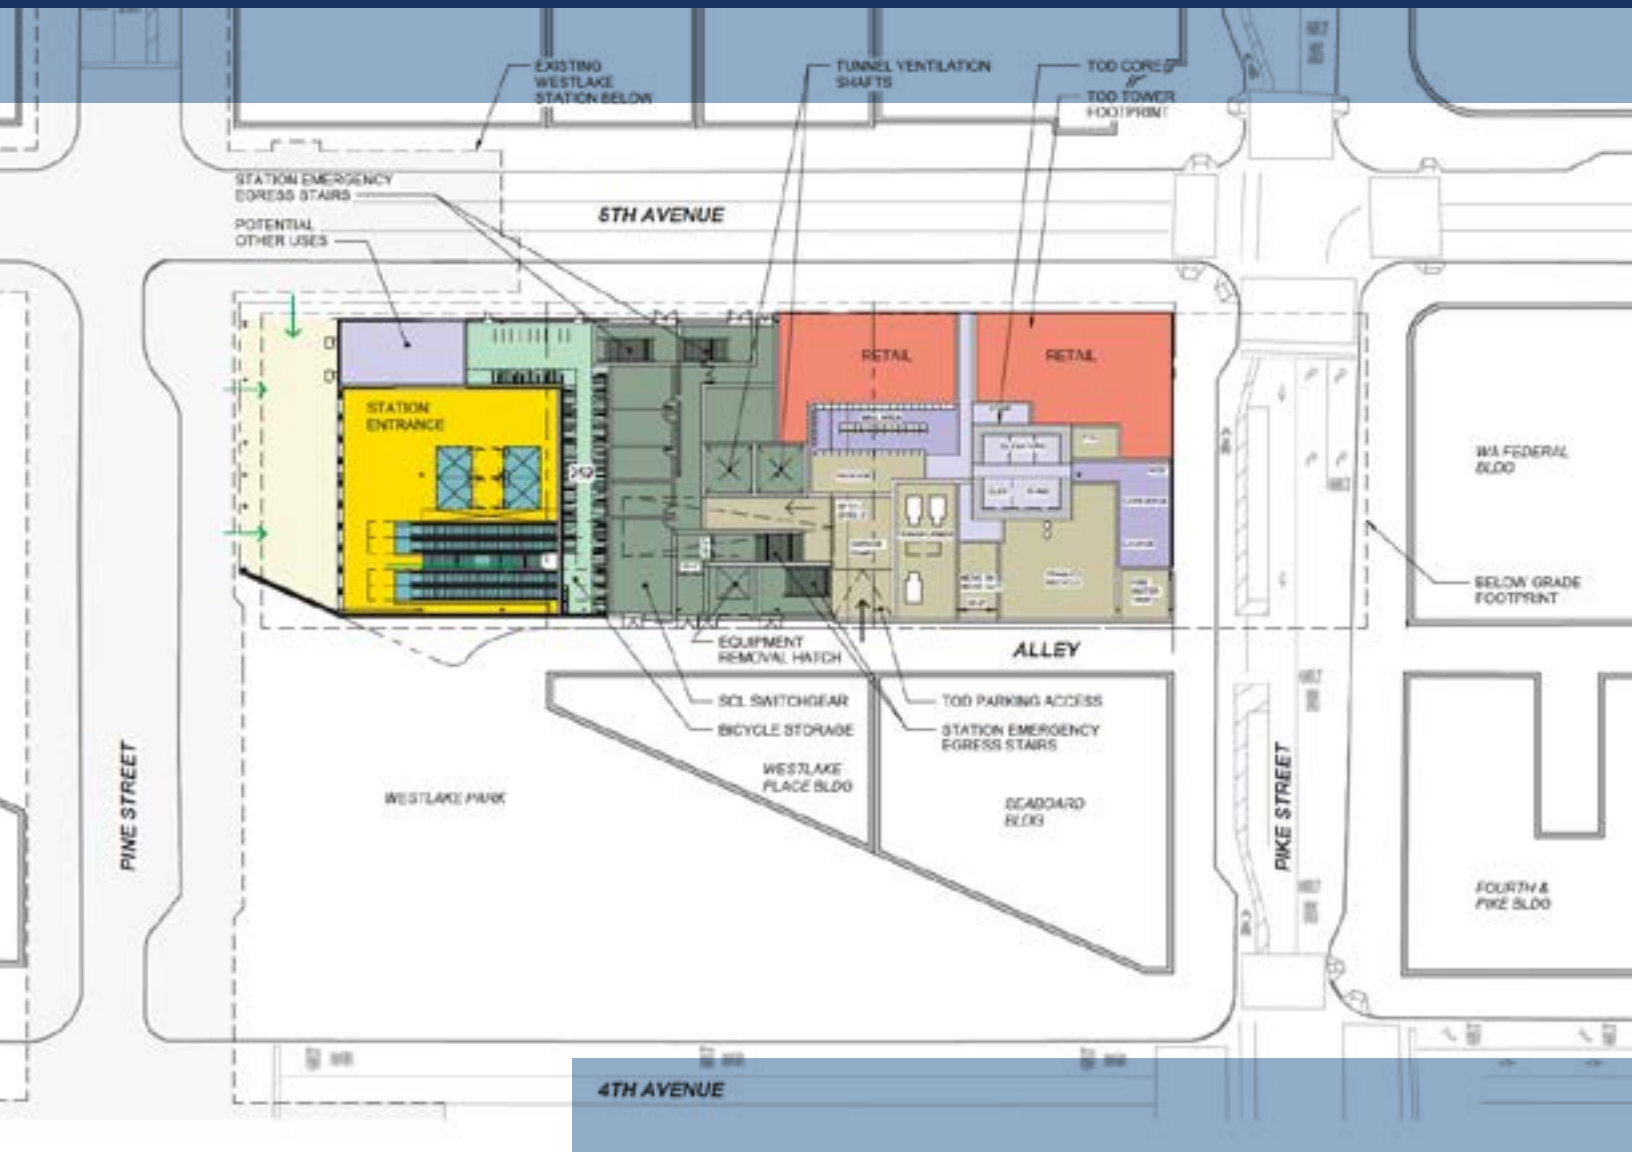 EXISTING
WESTLAKE
STATION BELOW
TUNNEL VENTILATION
SHAFTS
TOD CORE
TOD TOWER
FOOTPRINT
STATION EMERGENCY
EGRESS STAIRS
5TH AVENUE
POTENTIAL
OTHER USES
RETAIL
RETAIL
STATION
ENTRANCE
WA FEDERAL
BLDG
BELOW GRADE
FOOTPRINT
EQUIPMENT
REMOVAL HATCH
ALLEY
SCL SWITCHGEAR
TOD PARKING ACCESS
BICYCLE STORAGE
STATION EMERGENCY
EGRESS STAIRS
WESTLAKE
PLACE BLDG
WESTLAKE PARK
SEABOARD
BLDG
PINE STREET
PIKE STREET
FOURTH &
PIKE BLDG
4TH AVENUE